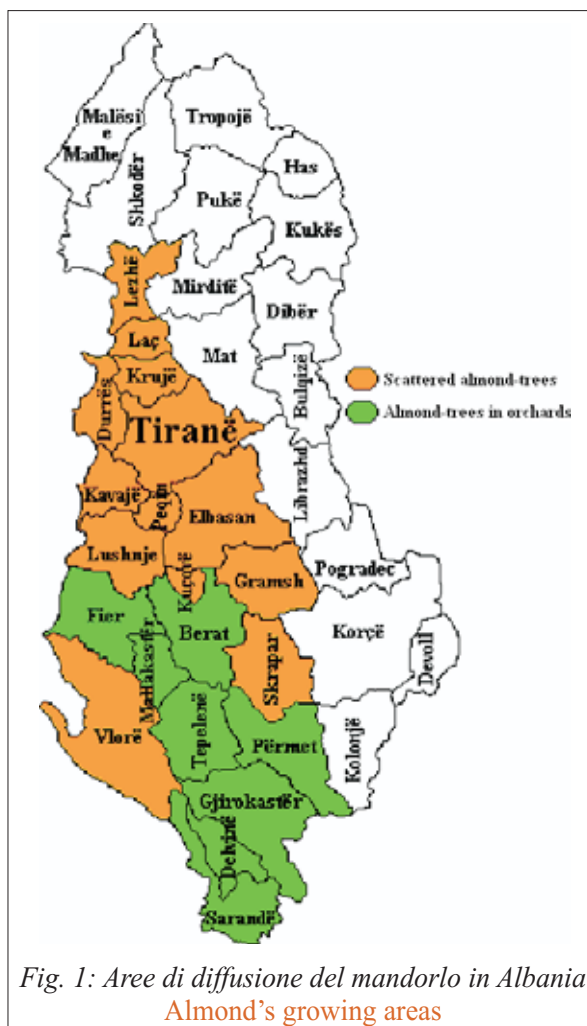 Malësi
e
Madhe
Tropojë
Has
Shkodër
Pukë
Kukës
Lezhë
Mirditë
Dibër
Laç
Mat
Krujë
Bulqizë
Scattered almond-trees
Durrës
Almond-trees in orchards
Tiranë
Librazhd
Kavajë
Peqin
Elbasan
Lushnje
Kuçovë
Gramsh
Pogradec
Fier
Berat
Korçë
Devoll
Mallakastër
Skrapar
Vlorë
Tepelenë
Përmet
Kolonjë
Gjirokastër
Delvinë
Sarandë
Fig. 1: Aree di diffusione del mandorlo in Albania
Almond's growing areas